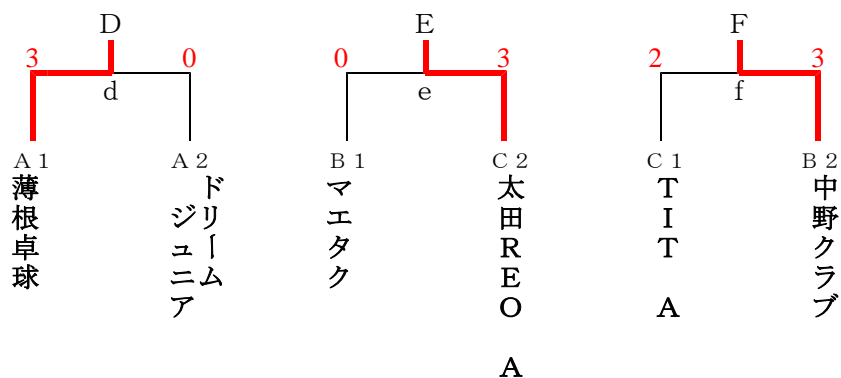 D E F
3 0 0 3 2 3
d e f
A1 A2 B1 C2 C1 B2
薄根卓球
ドリーム
ジュニア
マエタク
太田REO A
TIT A
中野クラブ